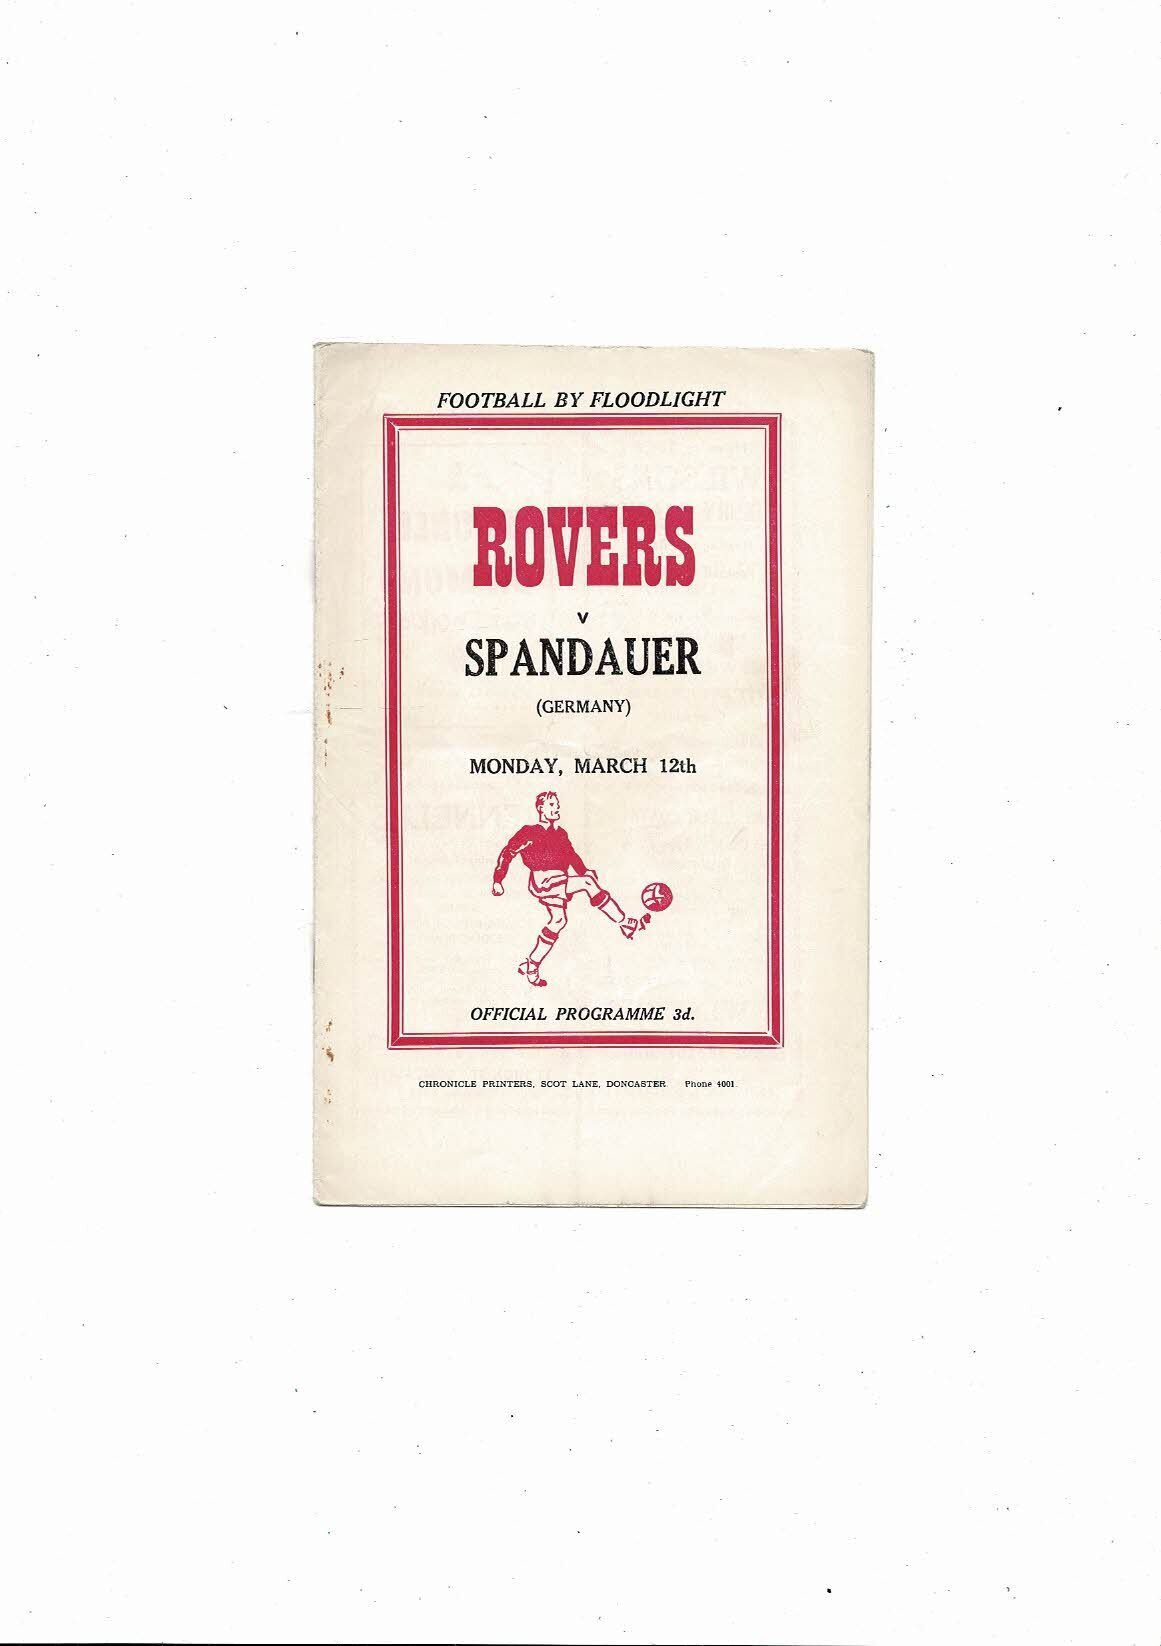 FOOTBALL BY FLOODLIGHT
ROVERS
v
SPANDAUER
(GERMANY)
MONDAY, MARCH 12th
OFFICIAL PROGRAMME 3d.
CHRONICLE PRINTERS, SCOT LANE, DONCASTER. Phone 4001.